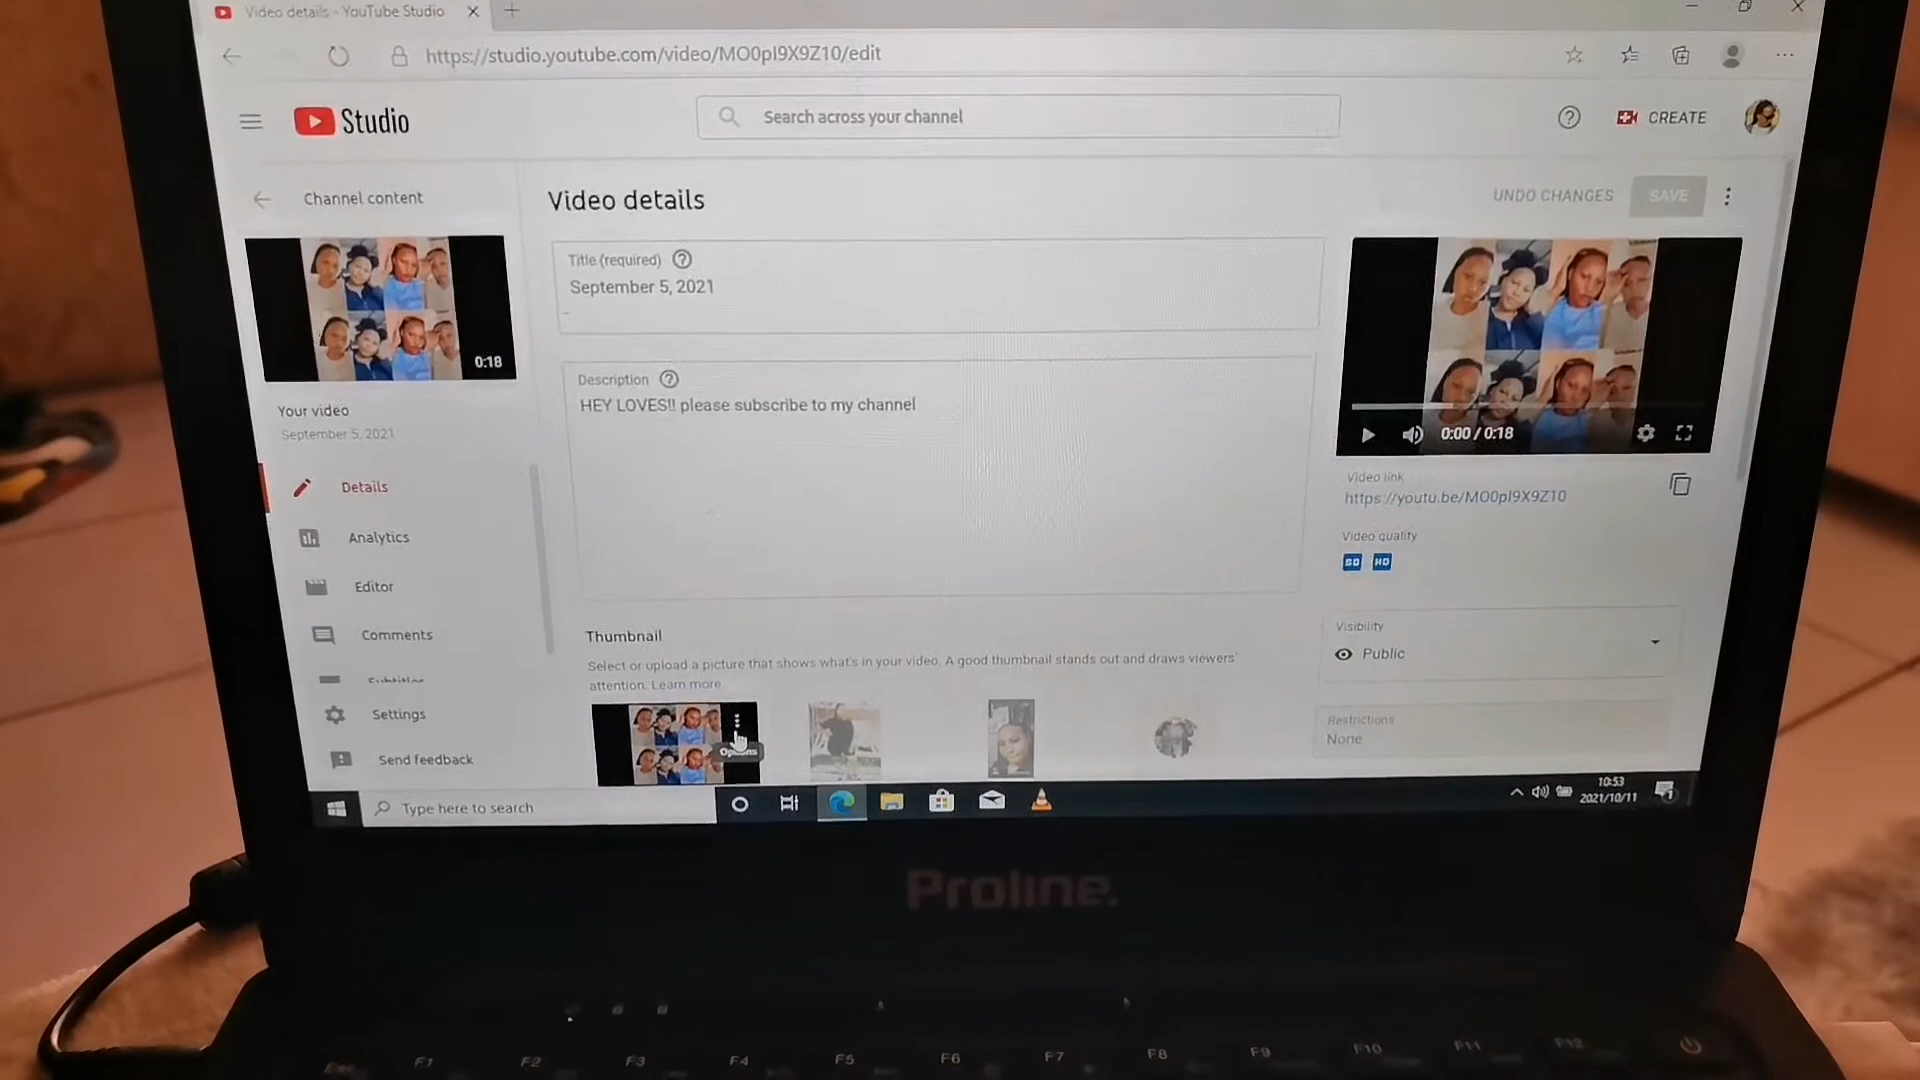 Video details - YouTube Studio
https://studio.youtube.com/video/MO0pI9X9Z10/edit
Studio
Search across your channel
CREATE
Channel content
Video details
UNDO CHANGES
SAVE
Title (required)
September 5, 2021
0:18
Description
HEY LOVES!! please subscribe to my channel
Your video
September 5, 2021
0:00 / 0:18
Video link
https://youtu.be/MO0pI9X9Z10
Details
Analytics
Video quality
SD HD
Editor
Comments
Subtitles
Settings
Send feedback
Thumbnail
Select or upload a picture that shows what's in your video. A good thumbnail stands out and draws viewers'
attention. Learn more
Options
Visibility
Public
Restrictions
None
Type here to search
10:53
2021/10/11
Proline.
Esc F1 F2 F3 F4 F5 F6 F7 F8 F9 F10 F11 F12